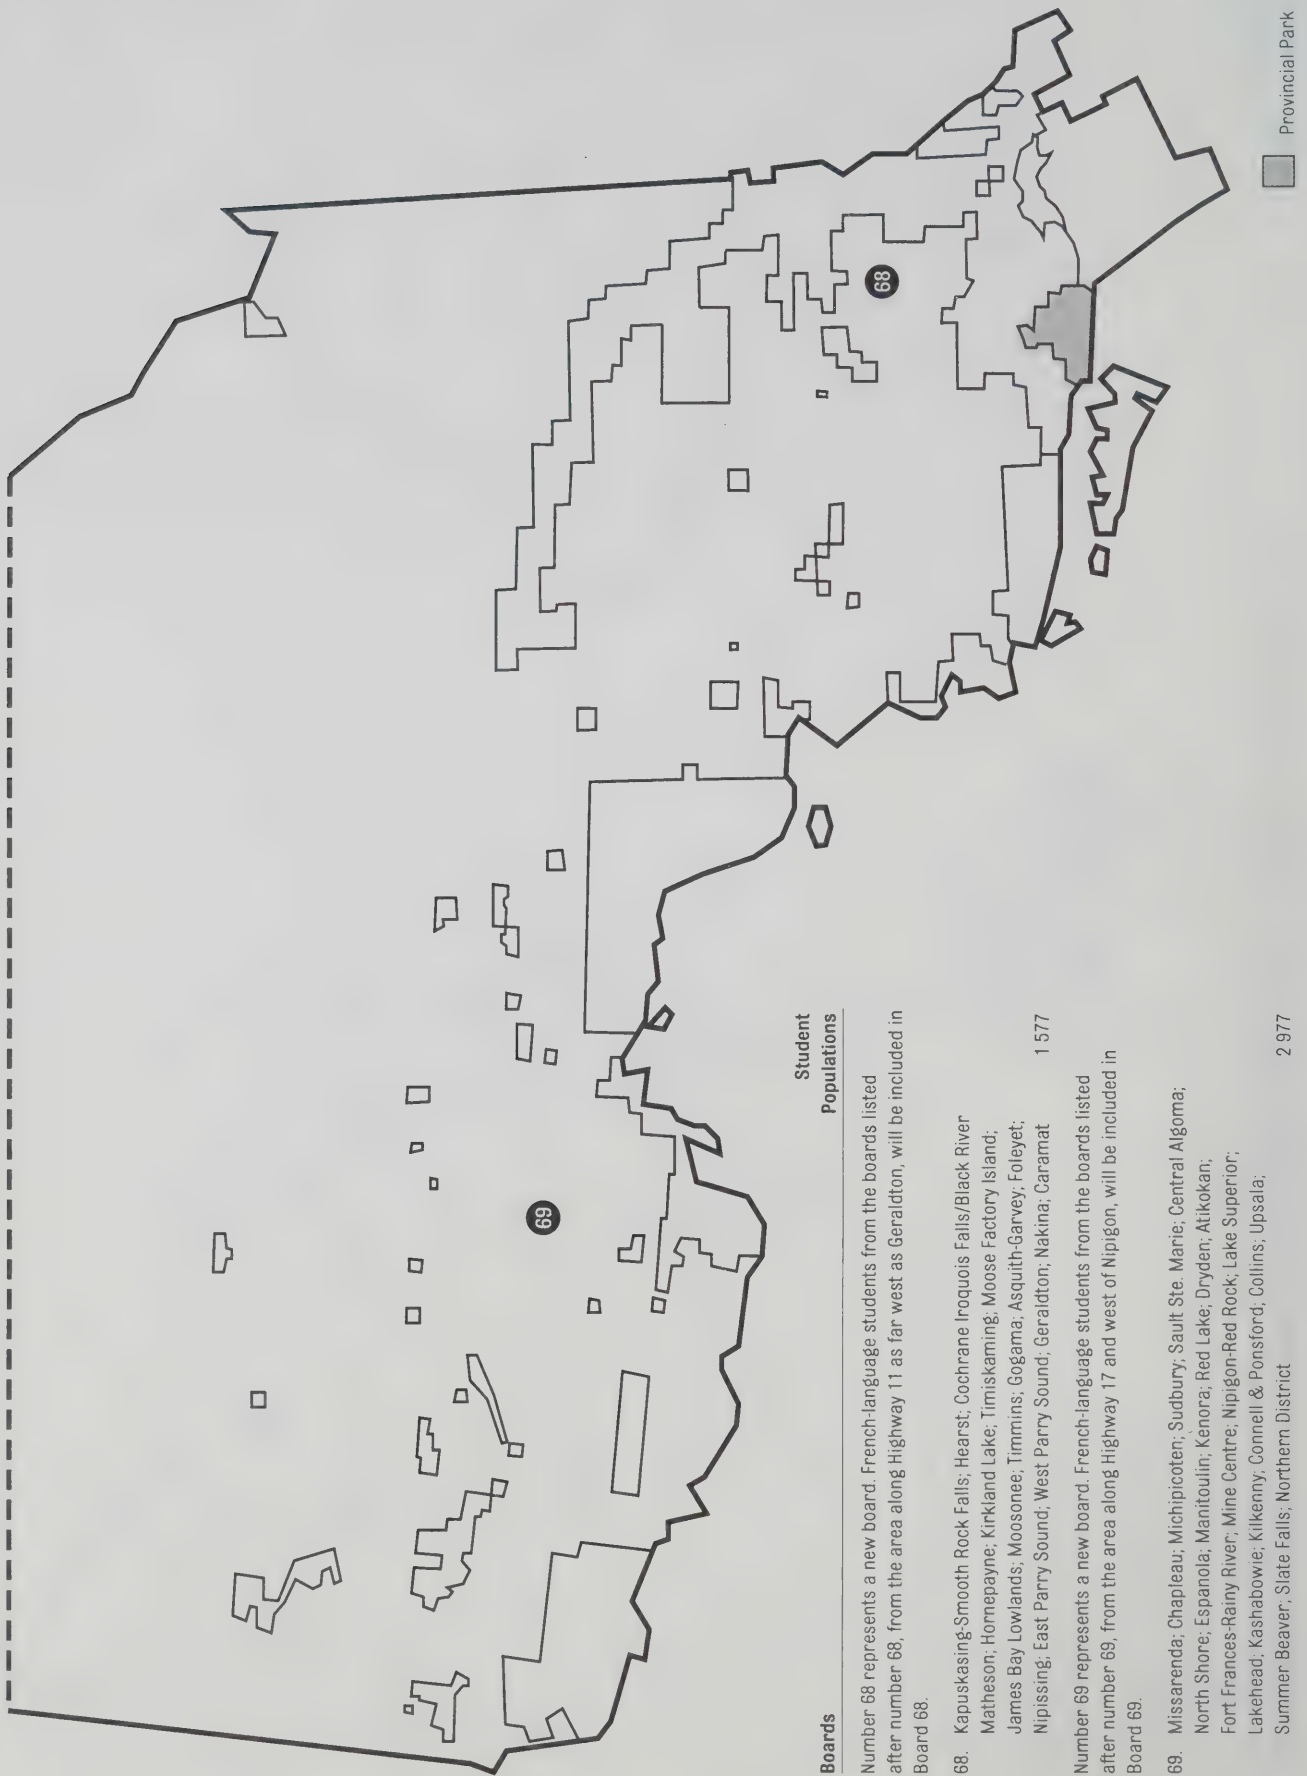 69
68
Provincial Park
Boards
Student
Populations
Number 68 represents a new board. French-language students from the boards listed
after number 68, from the area along Highway 11 as far west as Geraldton, will be included in
Board 68.
68. Kapuskasing-Smooth Rock Falls; Hearst; Cochrane Iroquois Falls/Black River
Matheson; Hornepayne; Kirkland Lake; Timiskaming; Moose Factory Island;
James Bay Lowlands; Moosonee; Timmins; Gogama; Asquith-Garvey; Foleyet;
Nipissing; East Parry Sound; West Parry Sound; Geraldton; Nakina; Caramat 1 577
Number 69 represents a new board. French-language students from the boards listed
after number 69, from the area along Highway 17 and west of Nipigon, will be included in
Board 69.
69. Missarenda; Chapleau; Michipicoten; Sudbury; Sault Ste. Marie; Central Algoma;
North Shore; Espanola; Manitoulin; Kenora; Red Lake; Dryden; Atikokan;
Fort Frances-Rainy River; Mine Centre; Nipigon-Red Rock; Lake Superior;
Lakehead; Kashabowie; Kilkenny; Connell & Ponsford; Collins; Upsala;
Summer Beaver; Slate Falls; Northern District 2 977